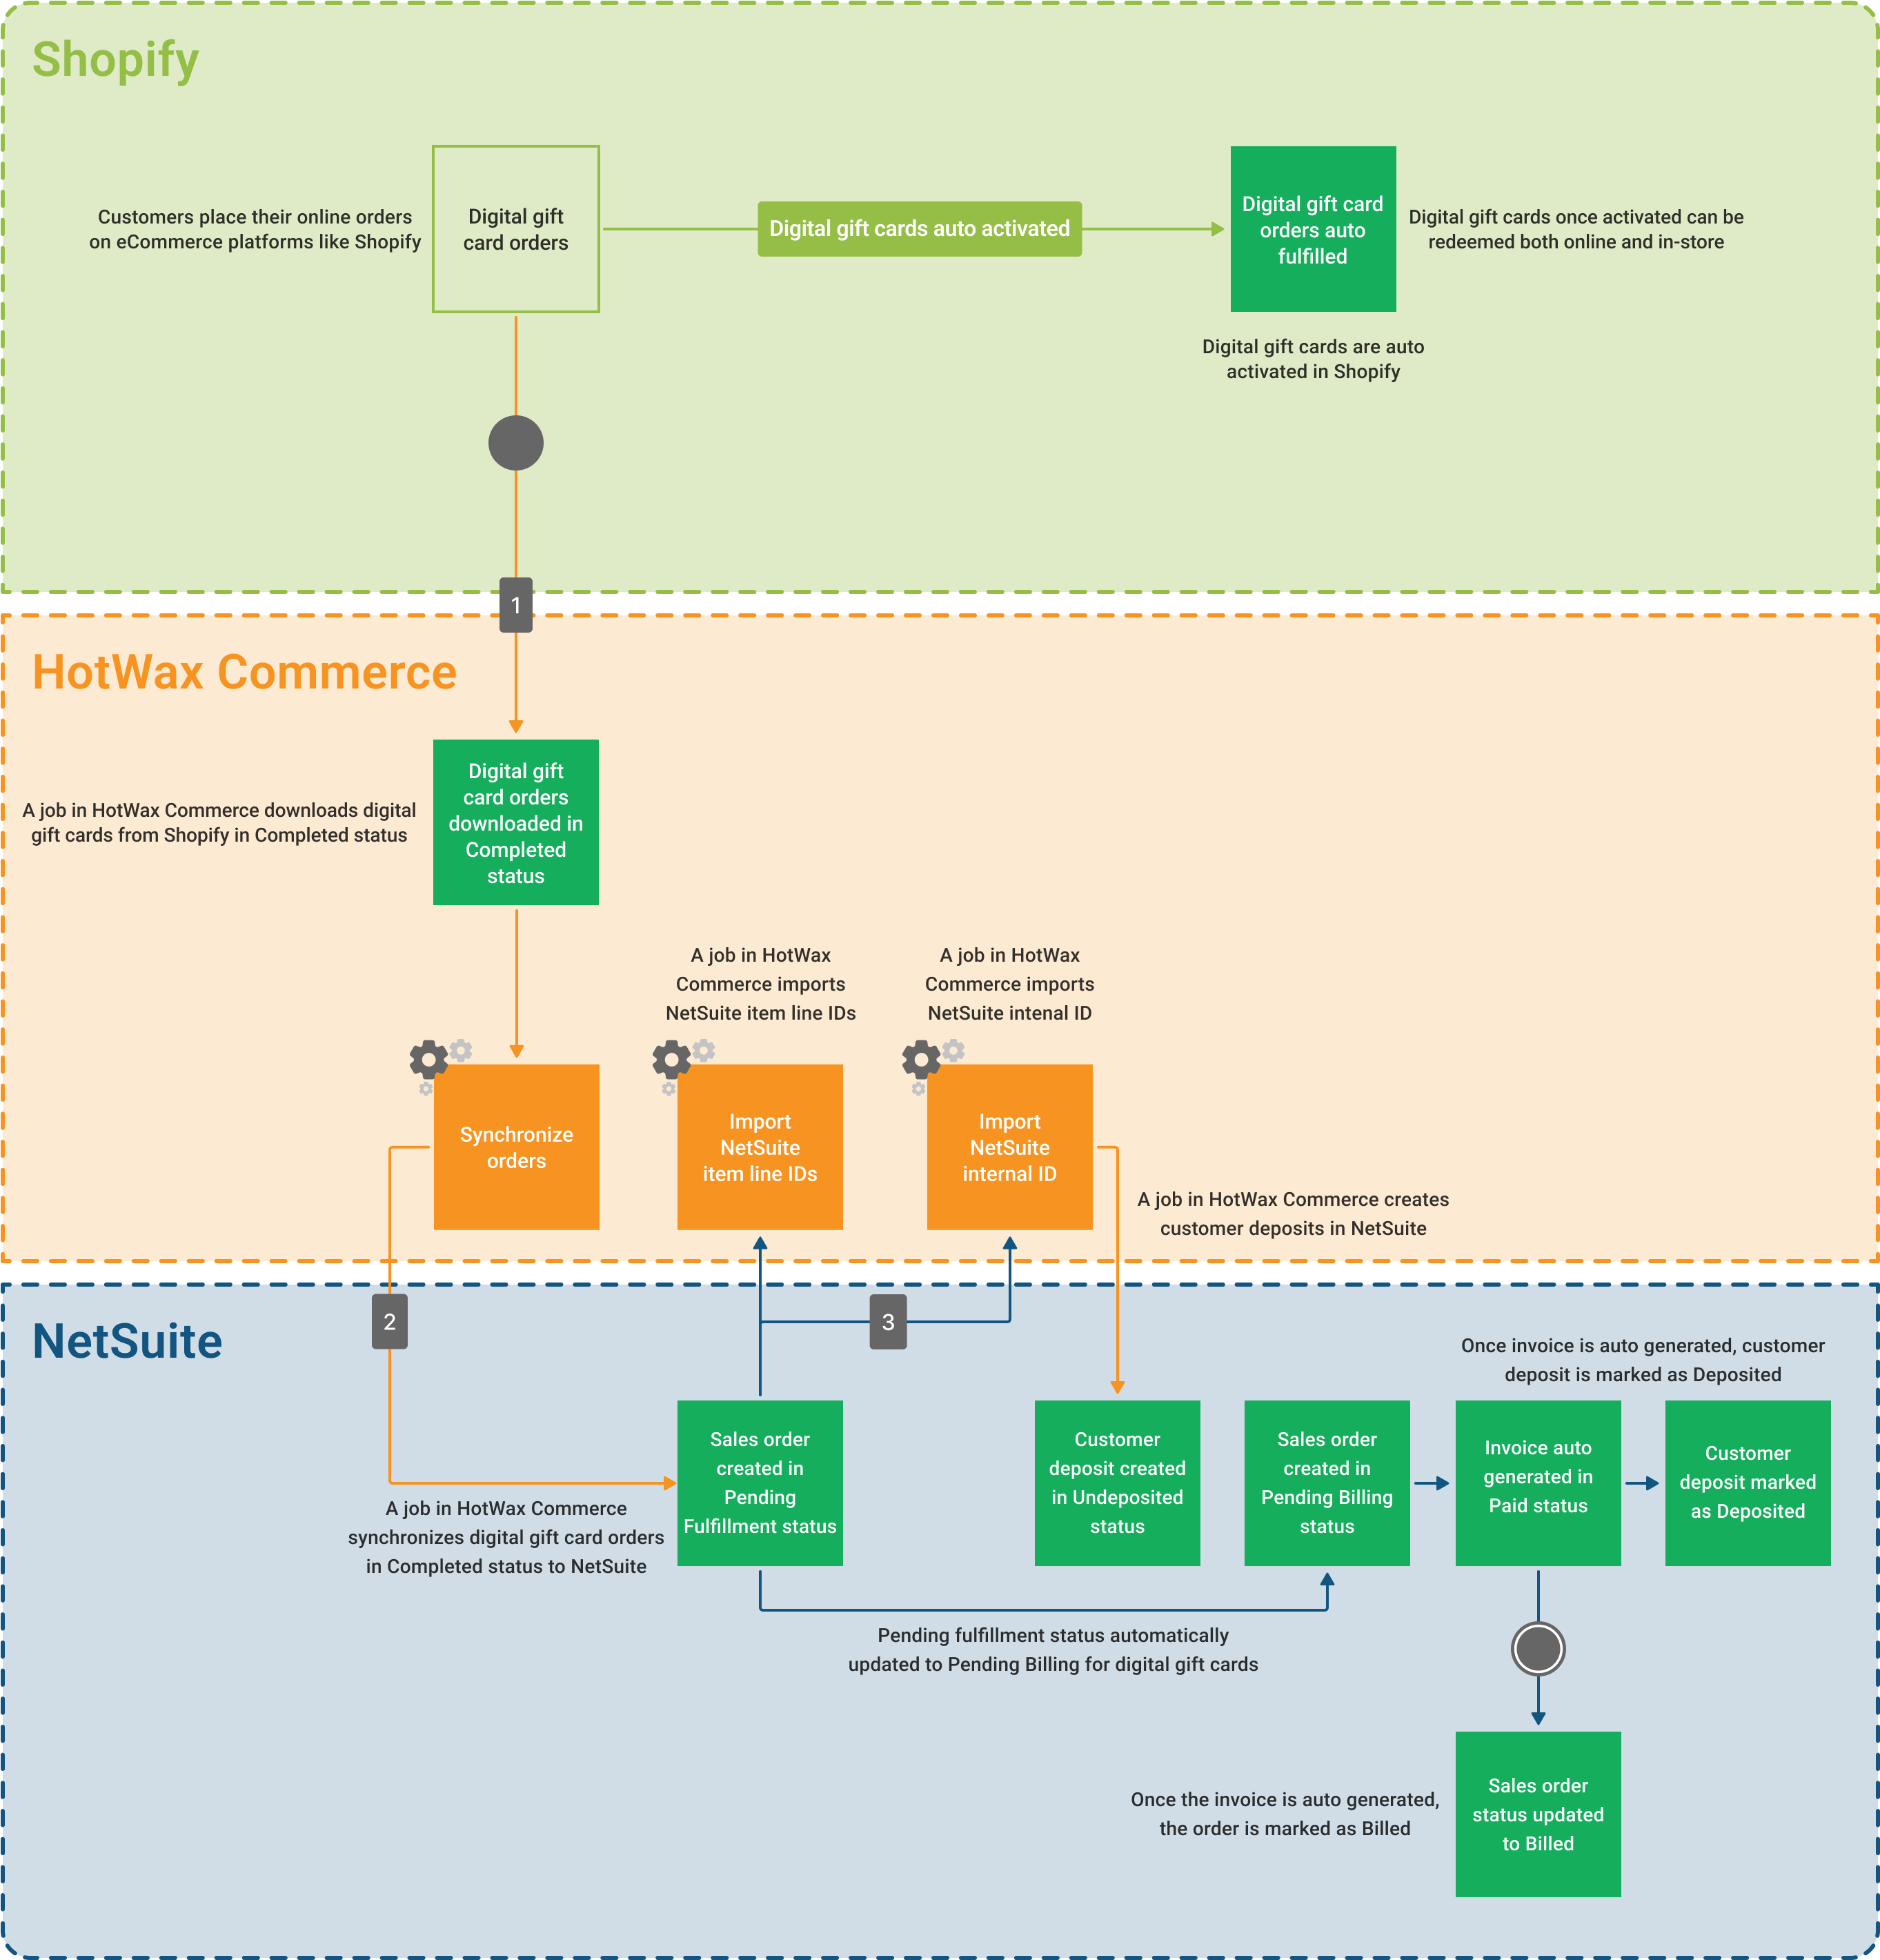 Shopify
Customers place their online orders
on eCommerce platforms like Shopify
Digital gift
card orders
Digital gift cards auto activated
Digital gift card
orders auto
fulfilled
Digital gift cards once activated can be
redeemed both online and in-store
Digital gift cards are auto
activated in Shopify
1
HotWax Commerce
A job in HotWax Commerce downloads digital
gift cards from Shopify in Completed status
Digital gift
card orders
downloaded in
Completed
status
A job in HotWax
Commerce imports
NetSuite item line IDs
A job in HotWax
Commerce imports
NetSuite intenal ID
Synchronize
orders
Import
NetSuite
item line IDs
Import
NetSuite
internal ID
A job in HotWax Commerce creates
customer deposits in NetSuite
2
3
NetSuite
Once invoice is auto generated, customer
deposit is marked as Deposited
Sales order
created in
Pending
Fulfillment status
Customer
deposit created
in Undeposited
status
Sales order
created in
Pending Billing
status
Invoice auto
generated in
Paid status
Customer
deposit marked
as Deposited
A job in HotWax Commerce
synchronizes digital gift card orders
in Completed status to NetSuite
Pending fulfillment status automatically
updated to Pending Billing for digital gift cards
Once the invoice is auto generated,
the order is marked as Billed
Sales order
status updated
to Billed